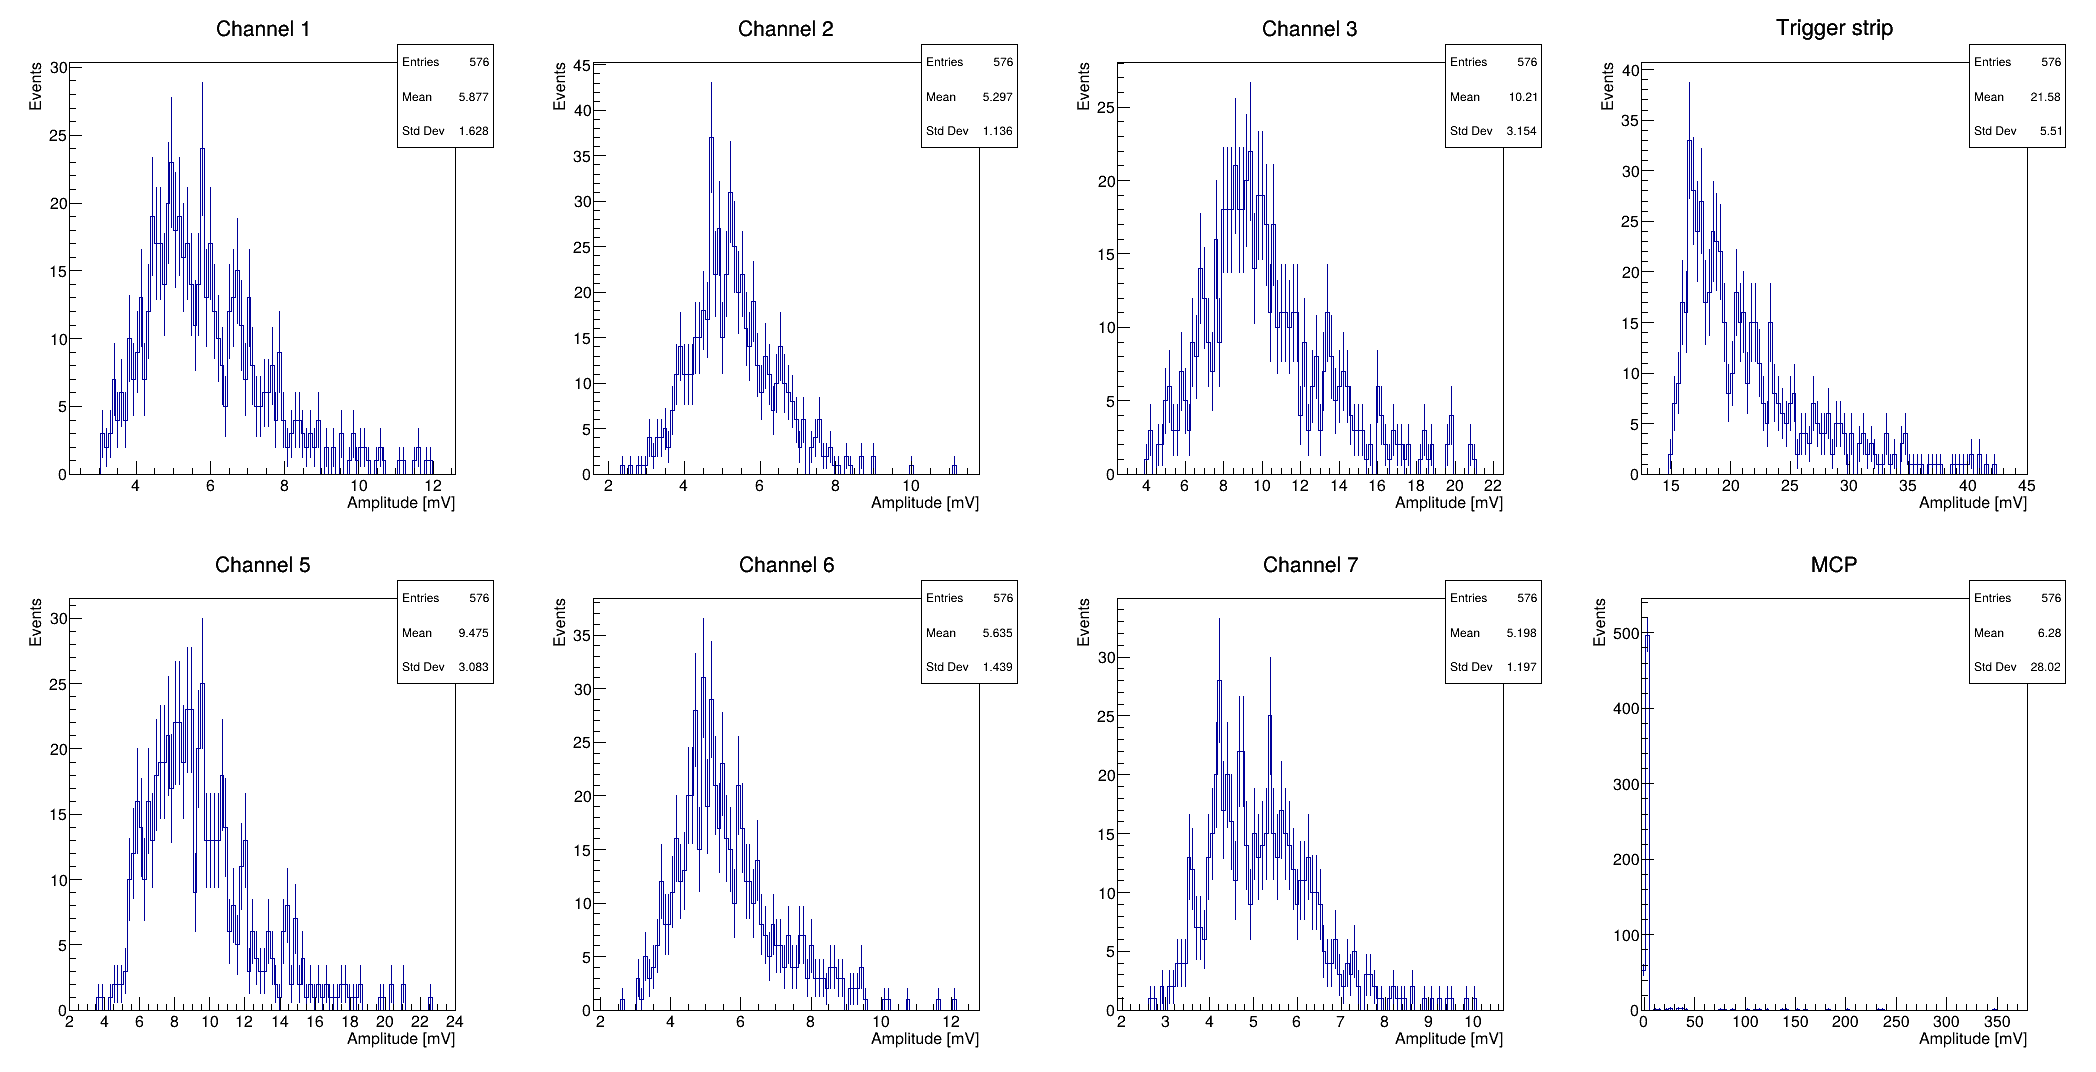 Channel 1
Events
Entries 576
Mean 5.877
Std Dev 1.628
30
25
20
15
10
5
0
4 6 8 10 12
Amplitude [mV]
Channel 2
Events
Entries 576
Mean 5.297
Std Dev 1.136
45
40
35
30
25
20
15
10
5
0
2 4 6 8 10
Amplitude [mV]
Channel 3
Events
Entries 576
Mean 10.21
Std Dev 3.154
25
20
15
10
5
0
4 6 8 10 12 14 16 18 20 22
Amplitude [mV]
Trigger strip
Events
Entries 576
Mean 21.58
Std Dev 5.51
40
35
30
25
20
15
10
5
0
15 20 25 30 35 40 45
Amplitude [mV]
Channel 5
Events
Entries 576
Mean 9.475
Std Dev 3.083
30
25
20
15
10
5
0
2 4 6 8 10 12 14 16 18 20 22 24
Amplitude [mV]
Channel 6
Events
Entries 576
Mean 5.635
Std Dev 1.439
35
30
25
20
15
10
5
0
2 4 6 8 10 12
Amplitude [mV]
Channel 7
Events
Entries 576
Mean 5.198
Std Dev 1.197
30
25
20
15
10
5
0
2 3 4 5 6 7 8 9 10
Amplitude [mV]
MCP
Events
Entries 576
Mean 6.28
Std Dev 28.02
500
400
300
200
100
0
0 50 100 150 200 250 300 350
Amplitude [mV]